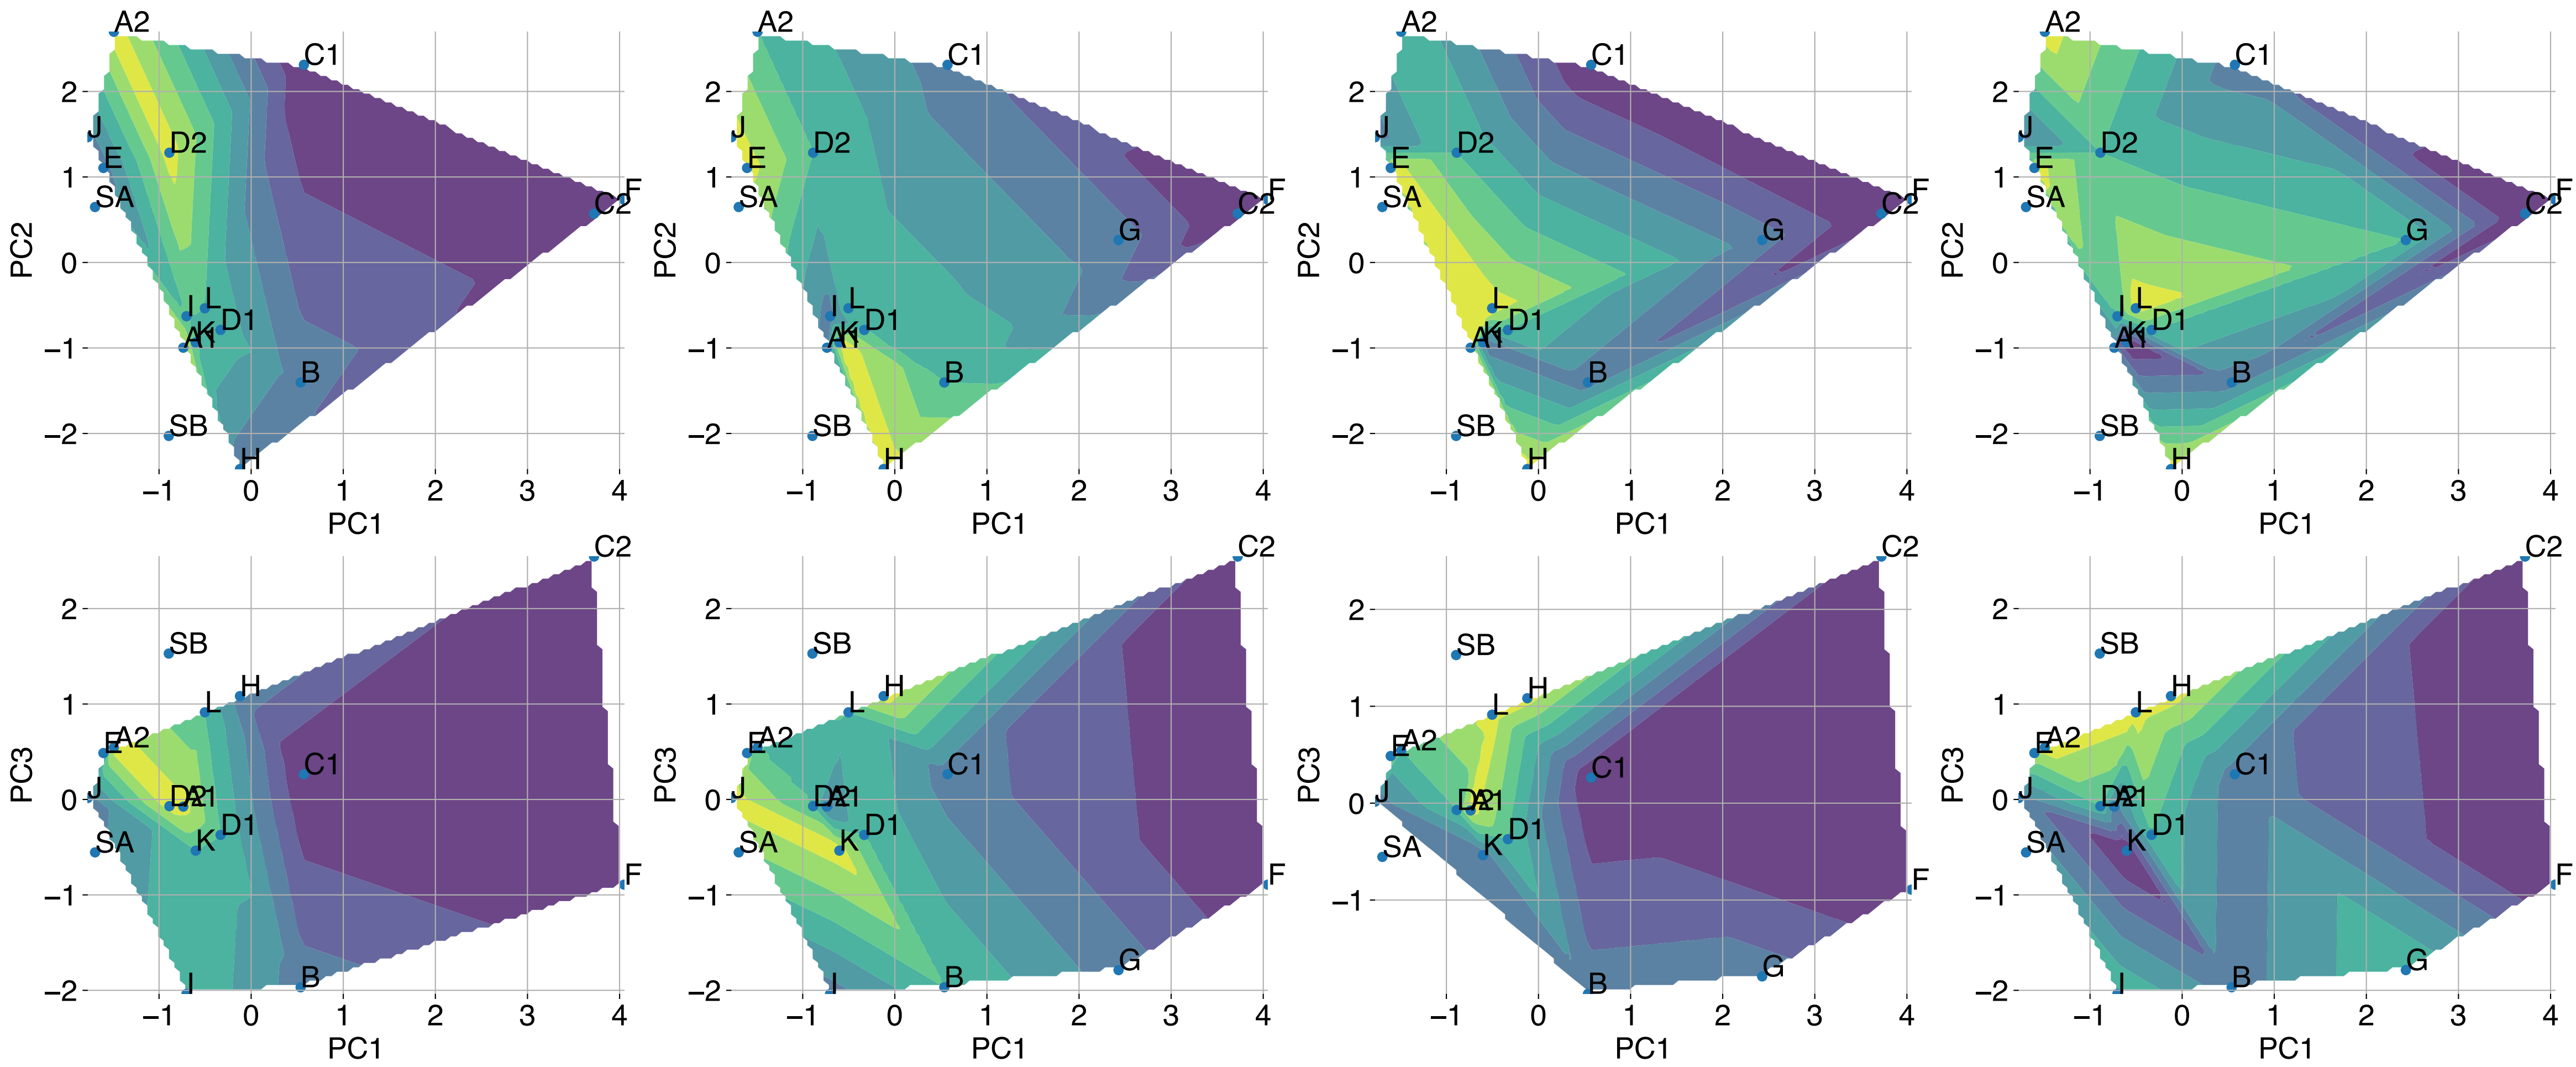 A2 C1 A2 C1 A2 C1 A2 C1
2 2 2 2
J D2 J D2 J D2 J D2
E E E E
1 1 1 1
SA F SA F SA F SA F
C2 C2 C2 C2
G G G
PC2 PC2 PC2 PC2
0 0 0 0
I L I L L I L
K D1 K D1 K D1 K D1
−1 A1 −1 A1 −1 A1 −1 A1
B B B B
−2 SB −2 SB −2 SB −2 SB
H H H H
−1 0 1 2 3 4 −1 0 1 2 3 4 −1 0 1 2 3 4 −1 0 1 2 3 4
PC1 PC1 PC1 PC1
C2 C2 C2 C2
2 2 2 2
SB SB SB SB
H H H H
1 L 1 L 1 L 1 L
E A2 E A2 E A2 E A2
C1 C1 C1 C1
PC3 PC3 PC3 PC3
0 J D2 A1 0 J D2 A1 0 J D2 A1 0 J D2 A1
D1 D1 D1 D1
SA K SA K SA K SA K
F F F F
−1 −1 −1 −1
G G G
−2 I B −2 I B B −2 I B
−1 0 1 2 3 4 −1 0 1 2 3 4 −1 0 1 2 3 4 −1 0 1 2 3 4
PC1 PC1 PC1 PC1